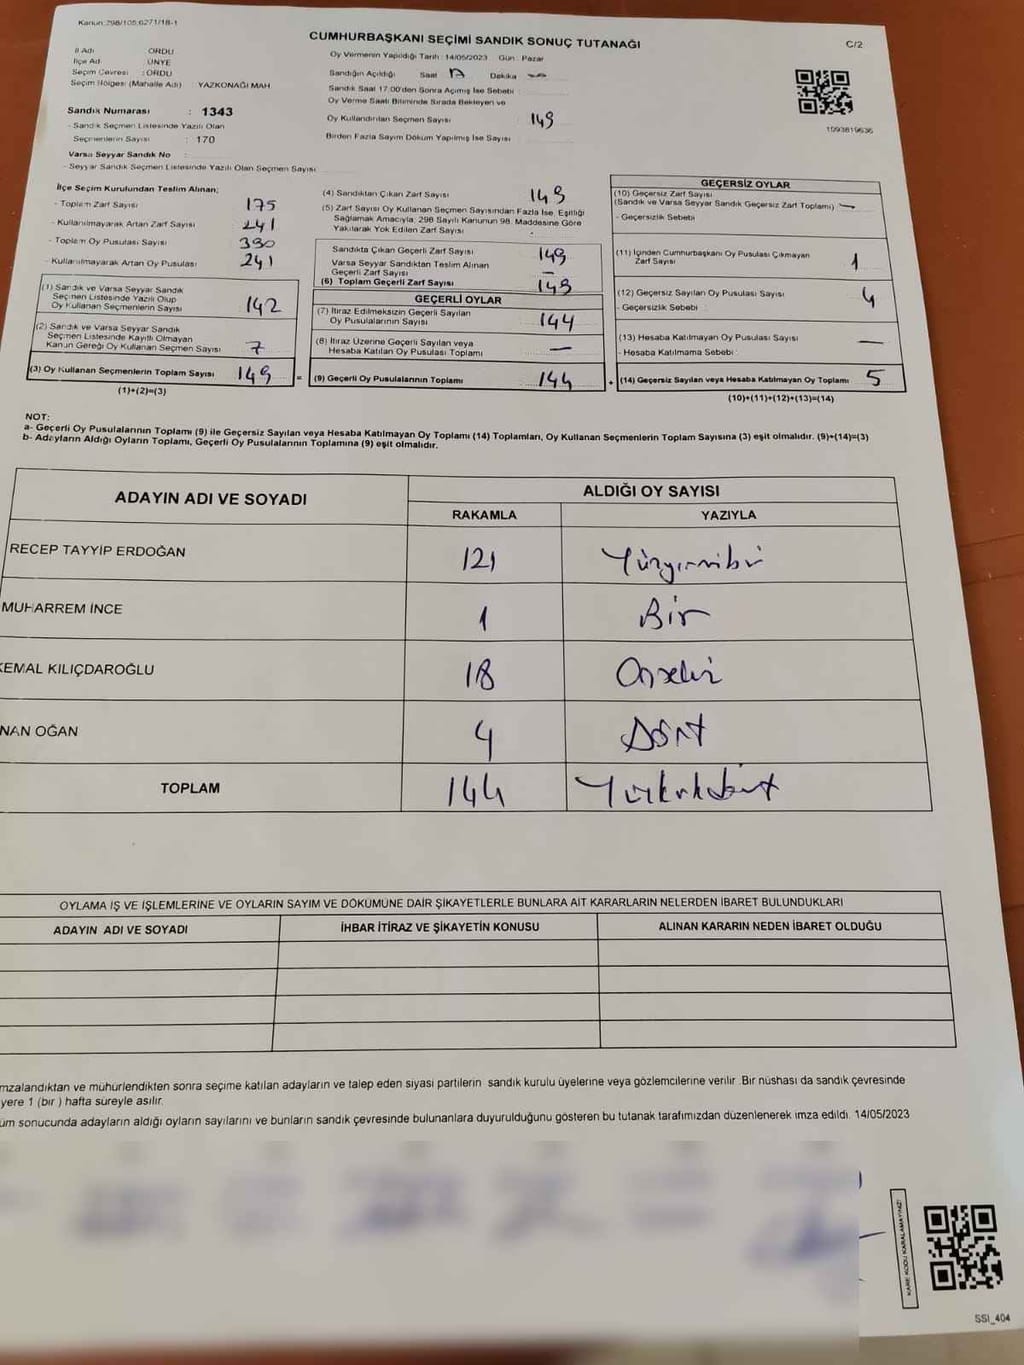 Kanun:298/105;6271/18-1
CUMHURBAŞKANI SEÇİMİ SANDIK SONUÇ TUTANAĞI
C/2
İl Adı : ORDU
İlçe Adı : ÜNYE
Seçim Çevresi : ORDU
Seçim Bölgesi (Mahalle Adı) : YAZKONAĞI MAH
Sandık Numarası : 1343
- Sandık Seçmen Listesinde Yazılı Olan
Seçmenlerin Sayısı : 170
Varsa Seyyar Sandık No :
- Seyyar Sandık Seçmen Listesinde Yazılı Olan Seçmen Sayısı:
Oy Vermenin Yapıldığı Tarih : 14/05/2023 Gün : Pazar
Sandığın Açıldığı Saat 17 Dakika
Sandık Saat 17.00'den Sonra Açımış İse Sebebi :
Oy Verme Saati Bitiminde Sırada Bekleyen ve
Oy Kullandırılan Seçmen Sayısı : 149
Birden Fazla Sayım Döküm Yapılmış İse Sayısı :
1093819636
İlçe Seçim Kurulundan Teslim Alınan;
- Toplam Zarf Sayısı : 175
- Kullanılmayarak Artan Zarf Sayısı : 241
- Toplam Oy Pusulası Sayısı : 390
- Kullanılmayarak Artan Oy Pusulası : 241
(1) Sandık ve Varsa Seyyar Sandık
Seçmen Listesinde Yazılı Olup
Oy Kullanan Seçmenlerin Sayısı 142
(2) Sandık ve Varsa Seyyar Sandık
Seçmen Listesinde Kayıtlı Olmayan
Kanun Gereği Oy Kullanan Seçmen Sayısı 7
(3) Oy Kullanan Seçmenlerin Toplam Sayısı 149
(1)+(2)=(3)
(4) Sandıktan Çıkan Zarf Sayısı : 149
(5) Zarf Sayısı Oy Kullanan Seçmen Sayısından Fazla İse, Eşitliği
Sağlamak Amacıyla; 298 Sayılı Kanunun 98. Maddesine Göre
Yakılarak Yok Edilen Zarf Sayısı :
Sandıkta Çıkan Geçerli Zarf Sayısı 149
Varsa Seyyar Sandıktan Teslim Alınan
Geçerli Zarf Sayısı —
(6) Toplam Geçerli Zarf Sayısı 149
GEÇERLİ OYLAR
(7) İtiraz Edilmeksizin Geçerli Sayılan
Oy Pusulalarının Sayısı 144
(8) İtiraz Üzerine Geçerli Sayılan veya
Hesaba Katılan Oy Pusulası Toplamı —
= (9) Geçerli Oy Pusulalarının Toplamı 144
GEÇERSİZ OYLAR
(10) Geçersiz Zarf Sayısı
(Sandık ve Varsa Seyyar Sandık Geçersiz Zarf Toplamı) —
- Geçersizlik Sebebi
(11) İçinden Cumhurbaşkanı Oy Pusulası Çıkmayan
Zarf Sayısı 1
(12) Geçersiz Sayılan Oy Pusulası Sayısı 4
- Geçersizlik Sebebi :
(13) Hesaba Katılmayan Oy Pusulası Sayısı —
- Hesaba Katılmama Sebebi :
+ (14) Geçersiz Sayılan veya Hesaba Katılmayan Oy Toplamı 5
(10)+(11)+(12)+(13)=(14)
NOT:
a- Geçerli Oy Pusulalarının Toplamı (9) ile Geçersiz Sayılan veya Hesaba Katılmayan Oy Toplamı (14) Toplamları, Oy Kullanan Seçmenlerin Toplam Sayısına (3) eşit olmalıdır. (9)+(14)=(3)
b- Adayların Aldığı Oyların Toplamı, Geçerli Oy Pusulalarının Toplamına (9) eşit olmalıdır.
ADAYIN ADI VE SOYADI ALDIĞI OY SAYISI
RAKAMLA YAZIYLA
RECEP TAYYİP ERDOĞAN 121 Yüzyirmibir
MUHARREM İNCE 1 Bir
KEMAL KILIÇDAROĞLU 18 Onsekiz
NAN OĞAN 4 Dört
TOPLAM 144 Yüzkırkdört
OYLAMA İŞ VE İŞLEMLERİNE VE OYLARIN SAYIM VE DÖKÜMÜNE DAİR ŞİKAYETLERLE BUNLARA AİT KARARLARIN NELERDEN İBARET BULUNDUKLARI
ADAYIN ADI VE SOYADI İHBAR İTİRAZ VE ŞİKAYETİN KONUSU ALINAN KARARIN NEDEN İBARET OLDUĞU
mzalandıktan ve mühürlendikten sonra seçime katılan adayların ve talep eden siyasi partilerin sandık kurulu üyelerine veya gözlemcilerine verilir .Bir nüshası da sandık çevresinde
yere 1 (bir ) hafta süreyle asılır.
üm sonucunda adayların aldığı oyların sayılarını ve bunların sandık çevresinde bulunanlara duyurulduğunu gösteren bu tutanak tarafımızdan düzenlenerek imza edildi. 14/05/2023
KARE KODU KARALAMAYINIZ!
SSI_404